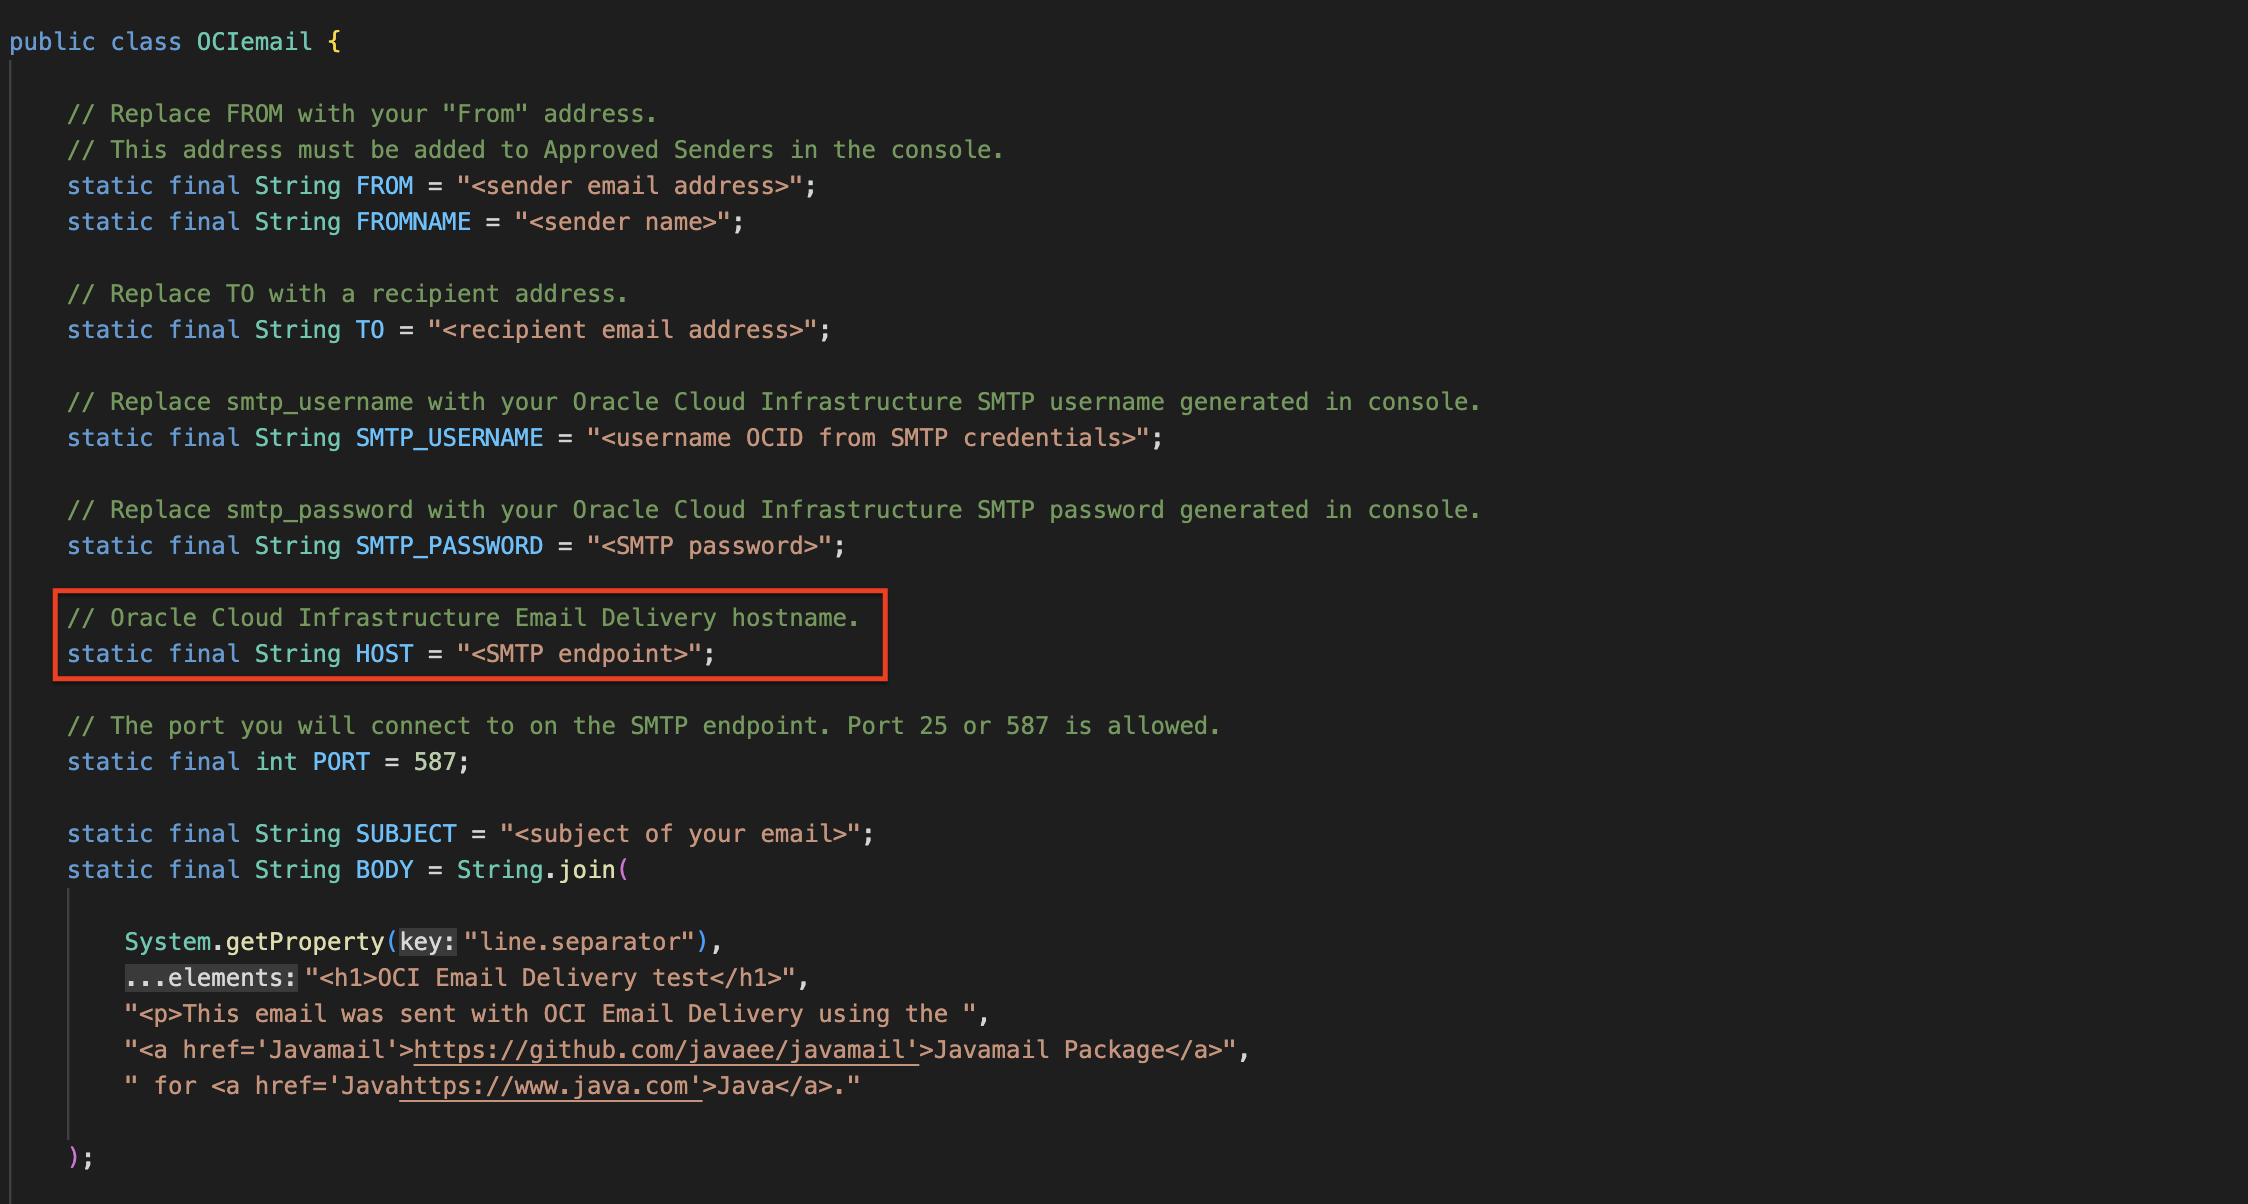 public class OCIemail {
// Replace FROM with your "From" address.
// This address must be added to Approved Senders in the console.
static final String FROM = "<sender email address>";
static final String FROMNAME = "<sender name>";
// Replace TO with a recipient address.
static final String TO = "<recipient email address>";
// Replace smtp_username with your Oracle Cloud Infrastructure SMTP username generated in console.
static final String SMTP_USERNAME = "<username OCID from SMTP credentials>";
// Replace smtp_password with your Oracle Cloud Infrastructure SMTP password generated in console.
static final String SMTP_PASSWORD = "<SMTP password>";
// Oracle Cloud Infrastructure Email Delivery hostname.
static final String HOST = "<SMTP endpoint>";
// The port you will connect to on the SMTP endpoint. Port 25 or 587 is allowed.
static final int PORT = 587;
static final String SUBJECT = "<subject of your email>";
static final String BODY = String.join(
System.getProperty(key:"line.separator"),
...elements:"<h1>OCI Email Delivery test</h1>",
"<p>This email was sent with OCI Email Delivery using the ",
"<a href='Javamail'>https://github.com/javaee/javamail'>Javamail Package</a>",
" for <a href='Javahttps://www.java.com'>Java</a>."
);